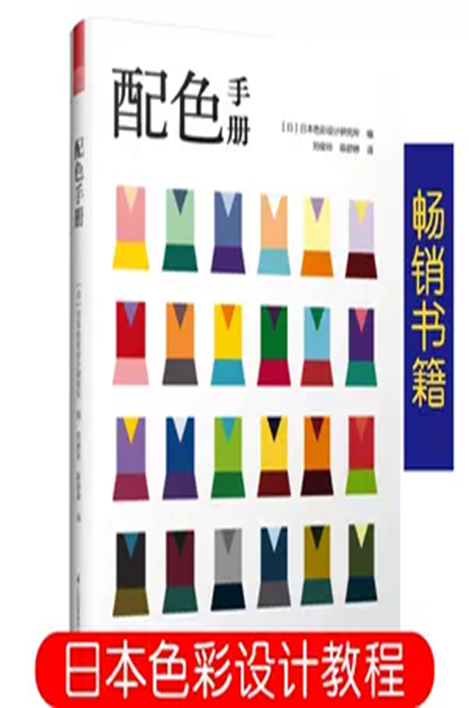 配色手册
[日]日本色彩设计研究所 编
刘俊玲 陈舒婷 译
配色手册
畅销书籍
日本色彩设计教程